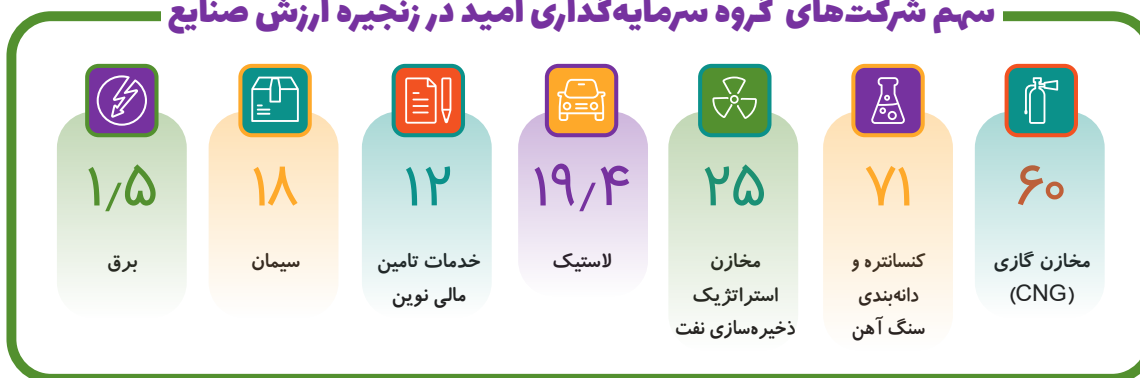 سهم شرکت‌های گروه سرمایه‌گذاری امید در زنجیره ارزش صنایع
۶۰
مخازن گازی
(CNG)
۷۱
کنسانتره و
دانه‌بندی
سنگ آهن
۲۵
مخازن
استراتژیک
ذخیره‌سازی نفت
۱۹٫۴
لاستیک
۱۲
خدمات تامین
مالی نوین
۱۸
سیمان
۱٫۵
برق